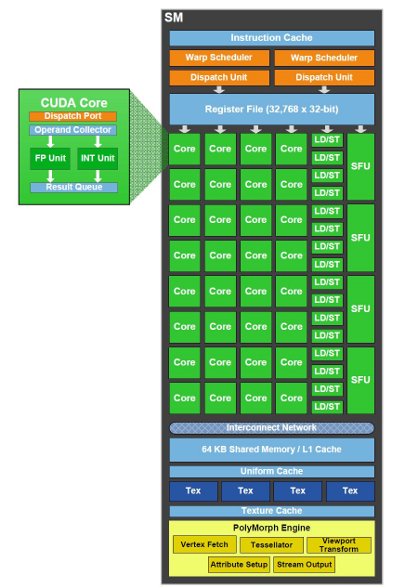 SM
Instruction Cache
Warp Scheduler Warp Scheduler
Dispatch Unit Dispatch Unit
Register File (32,768 x 32-bit)
CUDA Core
Dispatch Port
Operand Collector
FP Unit INT Unit
Result Queue
Core Core Core Core LD/ST
LD/ST
SFU
Core Core Core Core LD/ST
LD/ST
Core Core Core Core LD/ST
LD/ST
SFU
Core Core Core Core LD/ST
LD/ST
Core Core Core Core LD/ST
LD/ST
SFU
Core Core Core Core LD/ST
LD/ST
Core Core Core Core LD/ST
LD/ST
SFU
Core Core Core Core LD/ST
LD/ST
Interconnect Network
64 KB Shared Memory / L1 Cache
Uniform Cache
Tex Tex Tex Tex
Texture Cache
PolyMorph Engine
Vertex Fetch Tessellator Viewport
Transform
Attribute Setup Stream Output